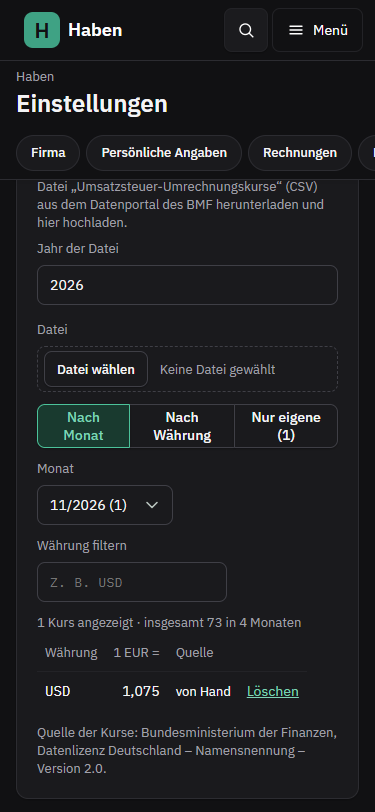 H Haben
Menü
Haben
Einstellungen
Firma Persönliche Angaben Rechnungen
Datei „Umsatzsteuer-Umrechnungskurse“ (CSV)
aus dem Datenportal des BMF herunterladen und
hier hochladen.
Jahr der Datei
2026
Datei
Datei wählen Keine Datei gewählt
Nach Monat
Nach Währung
Nur eigene (1)
Monat
11/2026 (1)
Währung filtern
Z. B. USD
1 Kurs angezeigt · insgesamt 73 in 4 Monaten
Währung 1 EUR = Quelle
USD 1,075 von Hand Löschen
Quelle der Kurse: Bundesministerium der Finanzen,
Datenlizenz Deutschland – Namensnennung –
Version 2.0.